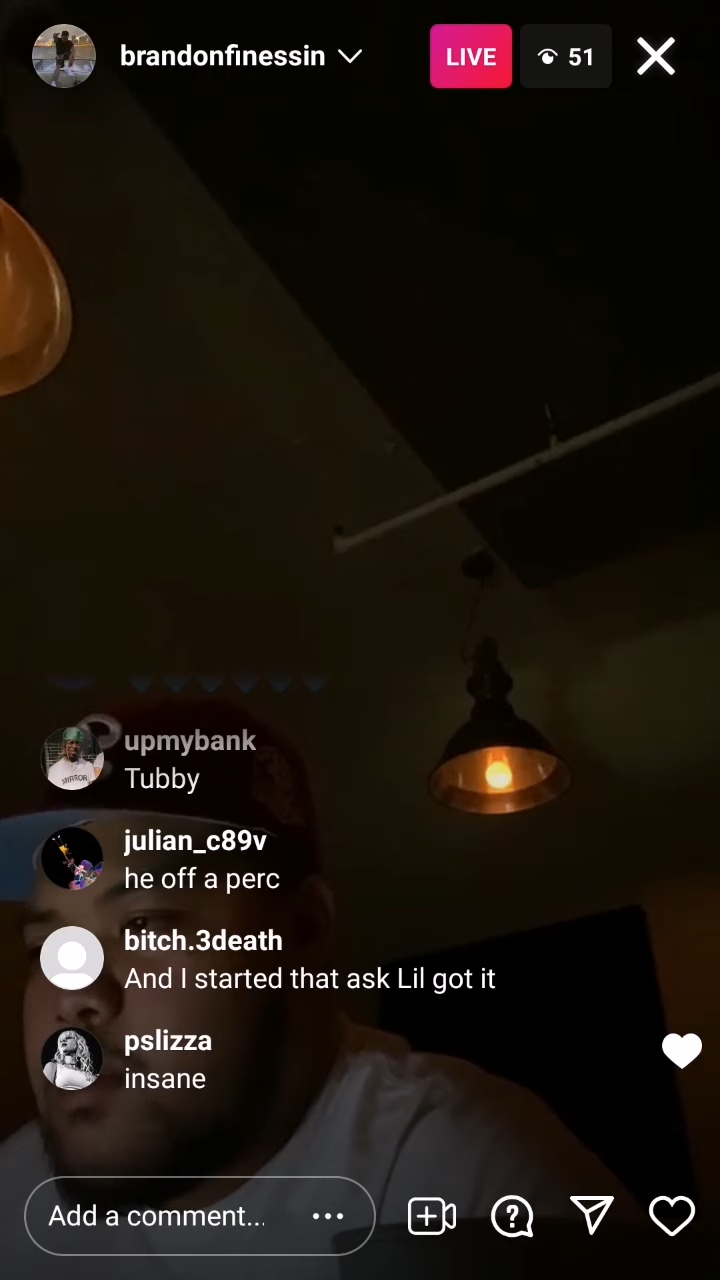 brandonfinessin
LIVE
51
upmybank
Tubby
julian_c89v
he off a perc
bitch.3death
And I started that ask Lil got it
pslizza
insane
Add a comment...
MIRROR